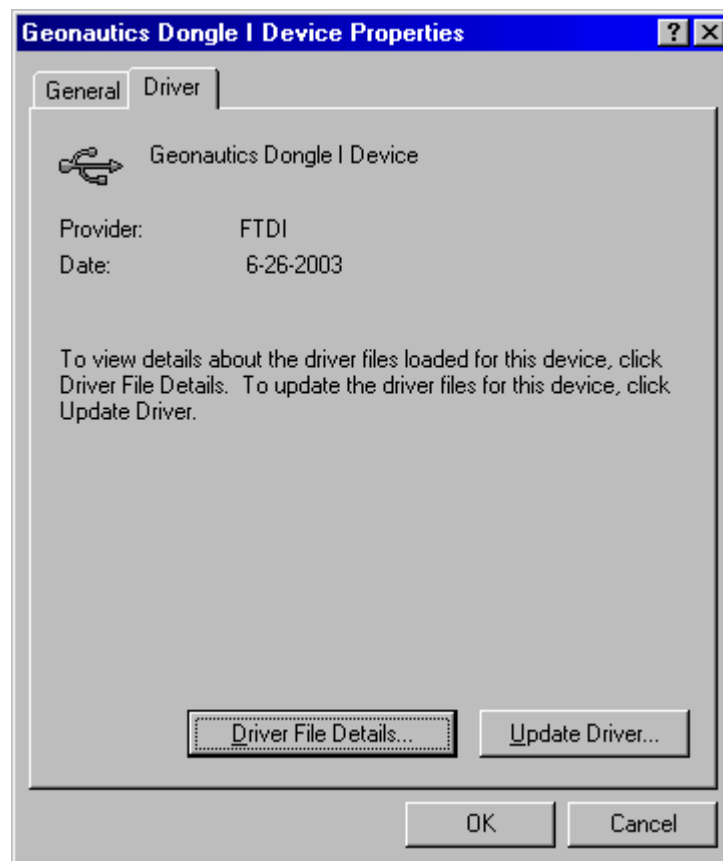 Geonautics Dongle I Device Properties
General
Driver
Geonautics Dongle I Device
Provider: FTDI
Date: 6-26-2003
To view details about the driver files loaded for this device, click
Driver File Details.  To update the driver files for this device, click
Update Driver.
Driver File Details...
Update Driver...
OK
Cancel